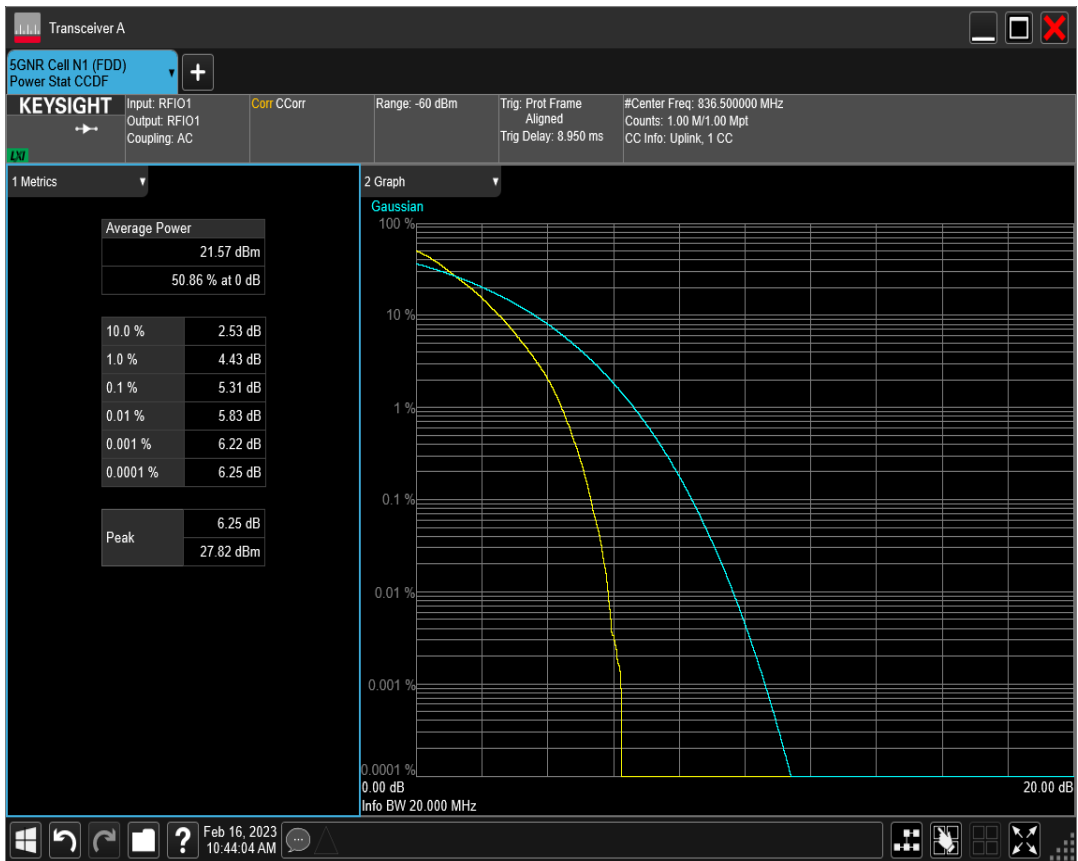 Transceiver A
5GNR Cell N1 (FDD)
Power Stat CCDF
KEYSIGHT
LXI
Input: RFIO1
Output: RFIO1
Coupling: AC
Corr CCorr
Range: -60 dBm
Trig: Prot Frame
Aligned
Trig Delay: 8.950 ms
#Center Freq: 836.500000 MHz
Counts: 1.00 M/1.00 Mpt
CC Info: Uplink, 1 CC
1 Metrics
Average Power
21.57 dBm
50.86 % at 0 dB
10.0 % 2.53 dB
1.0 % 4.43 dB
0.1 % 5.31 dB
0.01 % 5.83 dB
0.001 % 6.22 dB
0.0001 % 6.25 dB
Peak
6.25 dB
27.82 dBm
2 Graph
Gaussian
100 %
10 %
1 %
0.1 %
0.01 %
0.001 %
0.0001 %
0.00 dB 20.00 dB
Info BW 20.000 MHz
?
Feb 16, 2023
10:44:04 AM